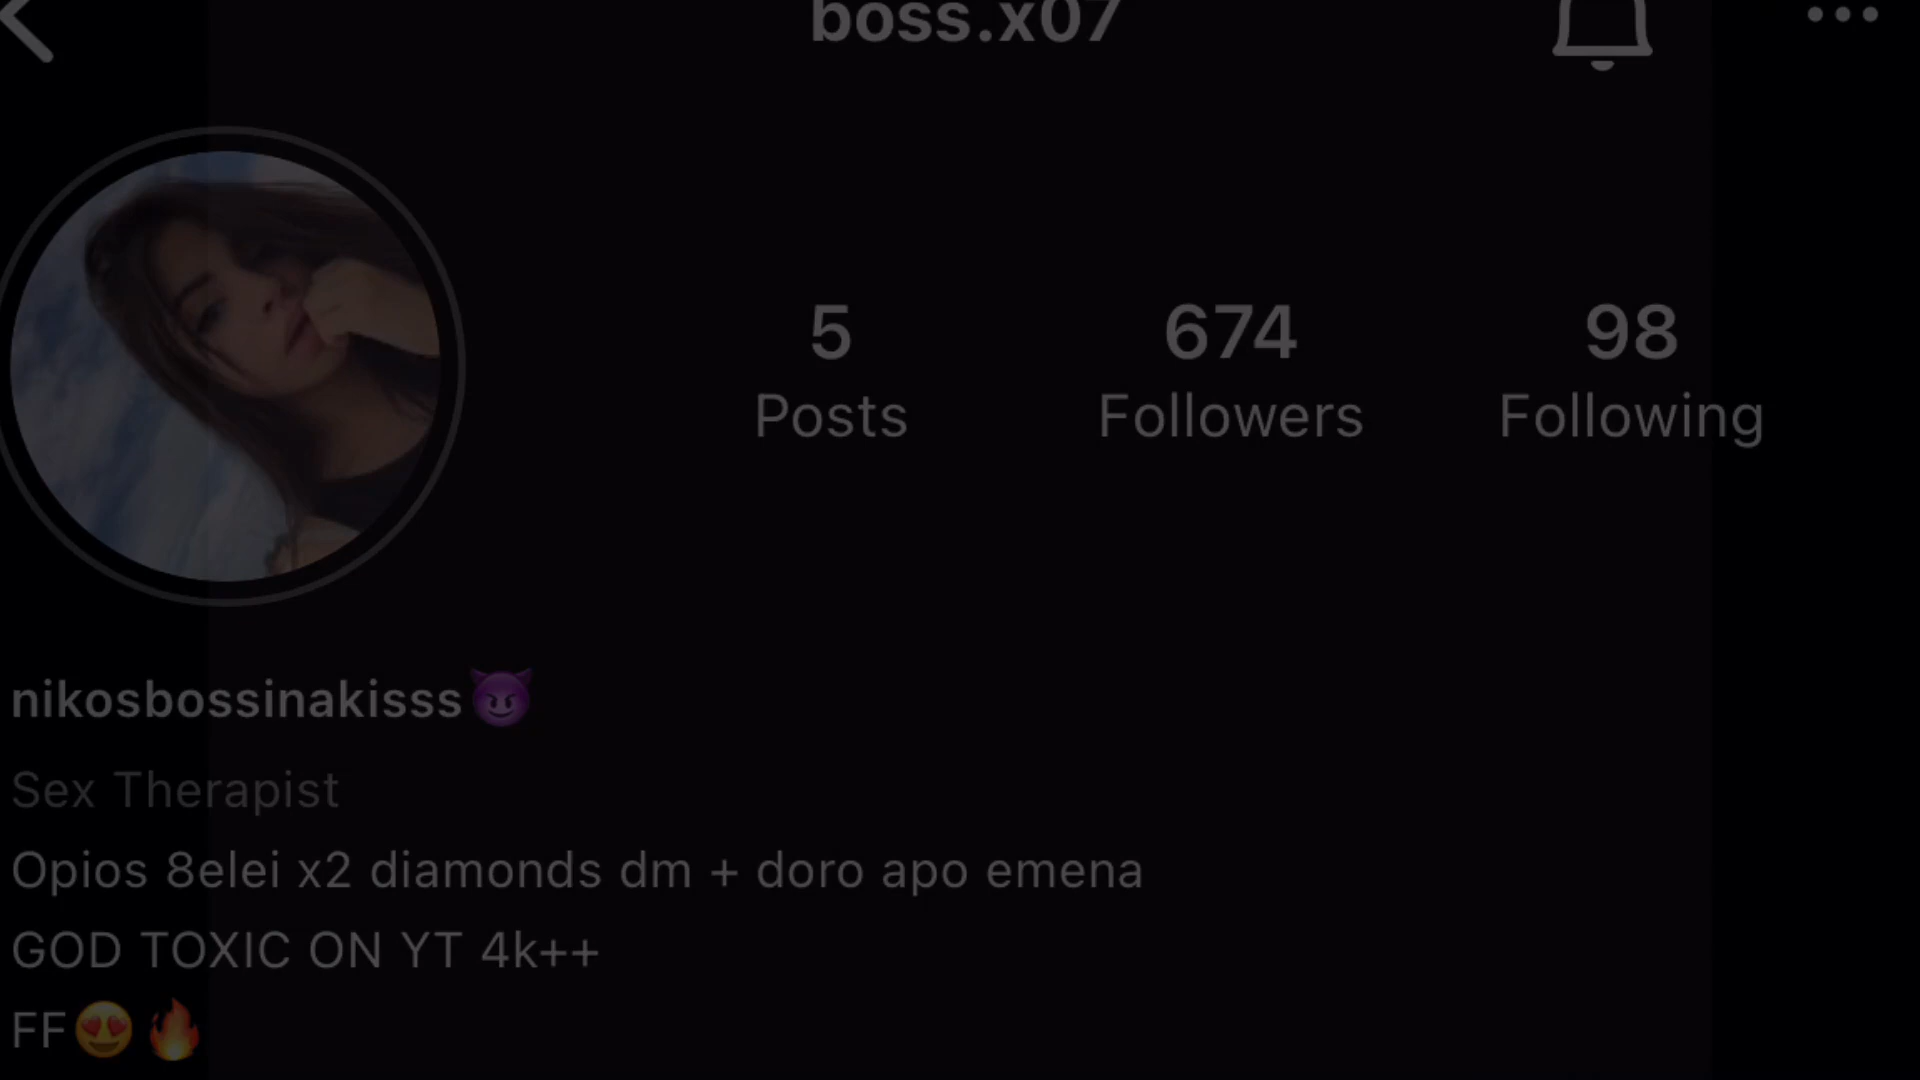 boss.x07
5 674 98
Posts Followers Following
nikosbossinakisss😈
Sex Therapist
Opios 8elei x2 diamonds dm + doro apo emena
GOD TOXIC ON YT 4k++
FF😍🔥